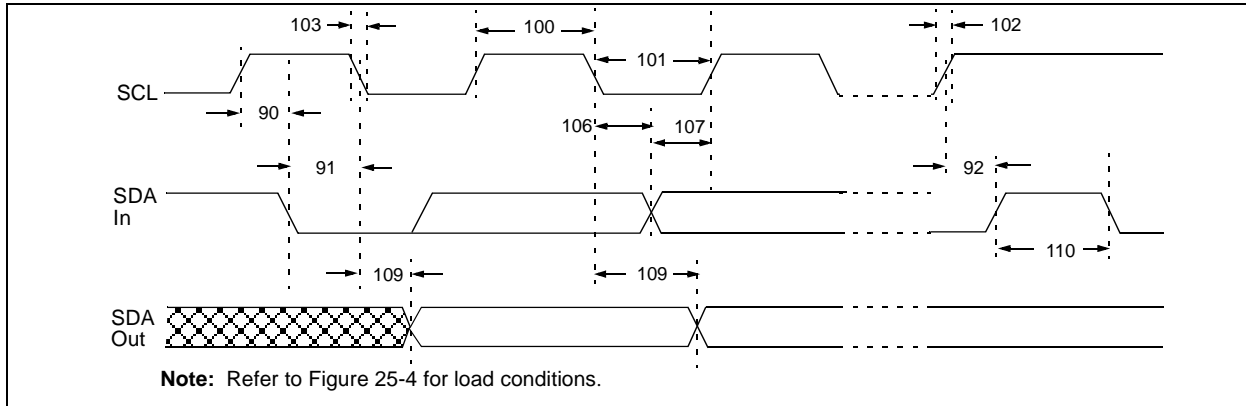 103
100
102
101
SCL
90
106
107
91
92
SDA
In
110
109
109
SDA
Out
Note: Refer to Figure 25-4 for load conditions.